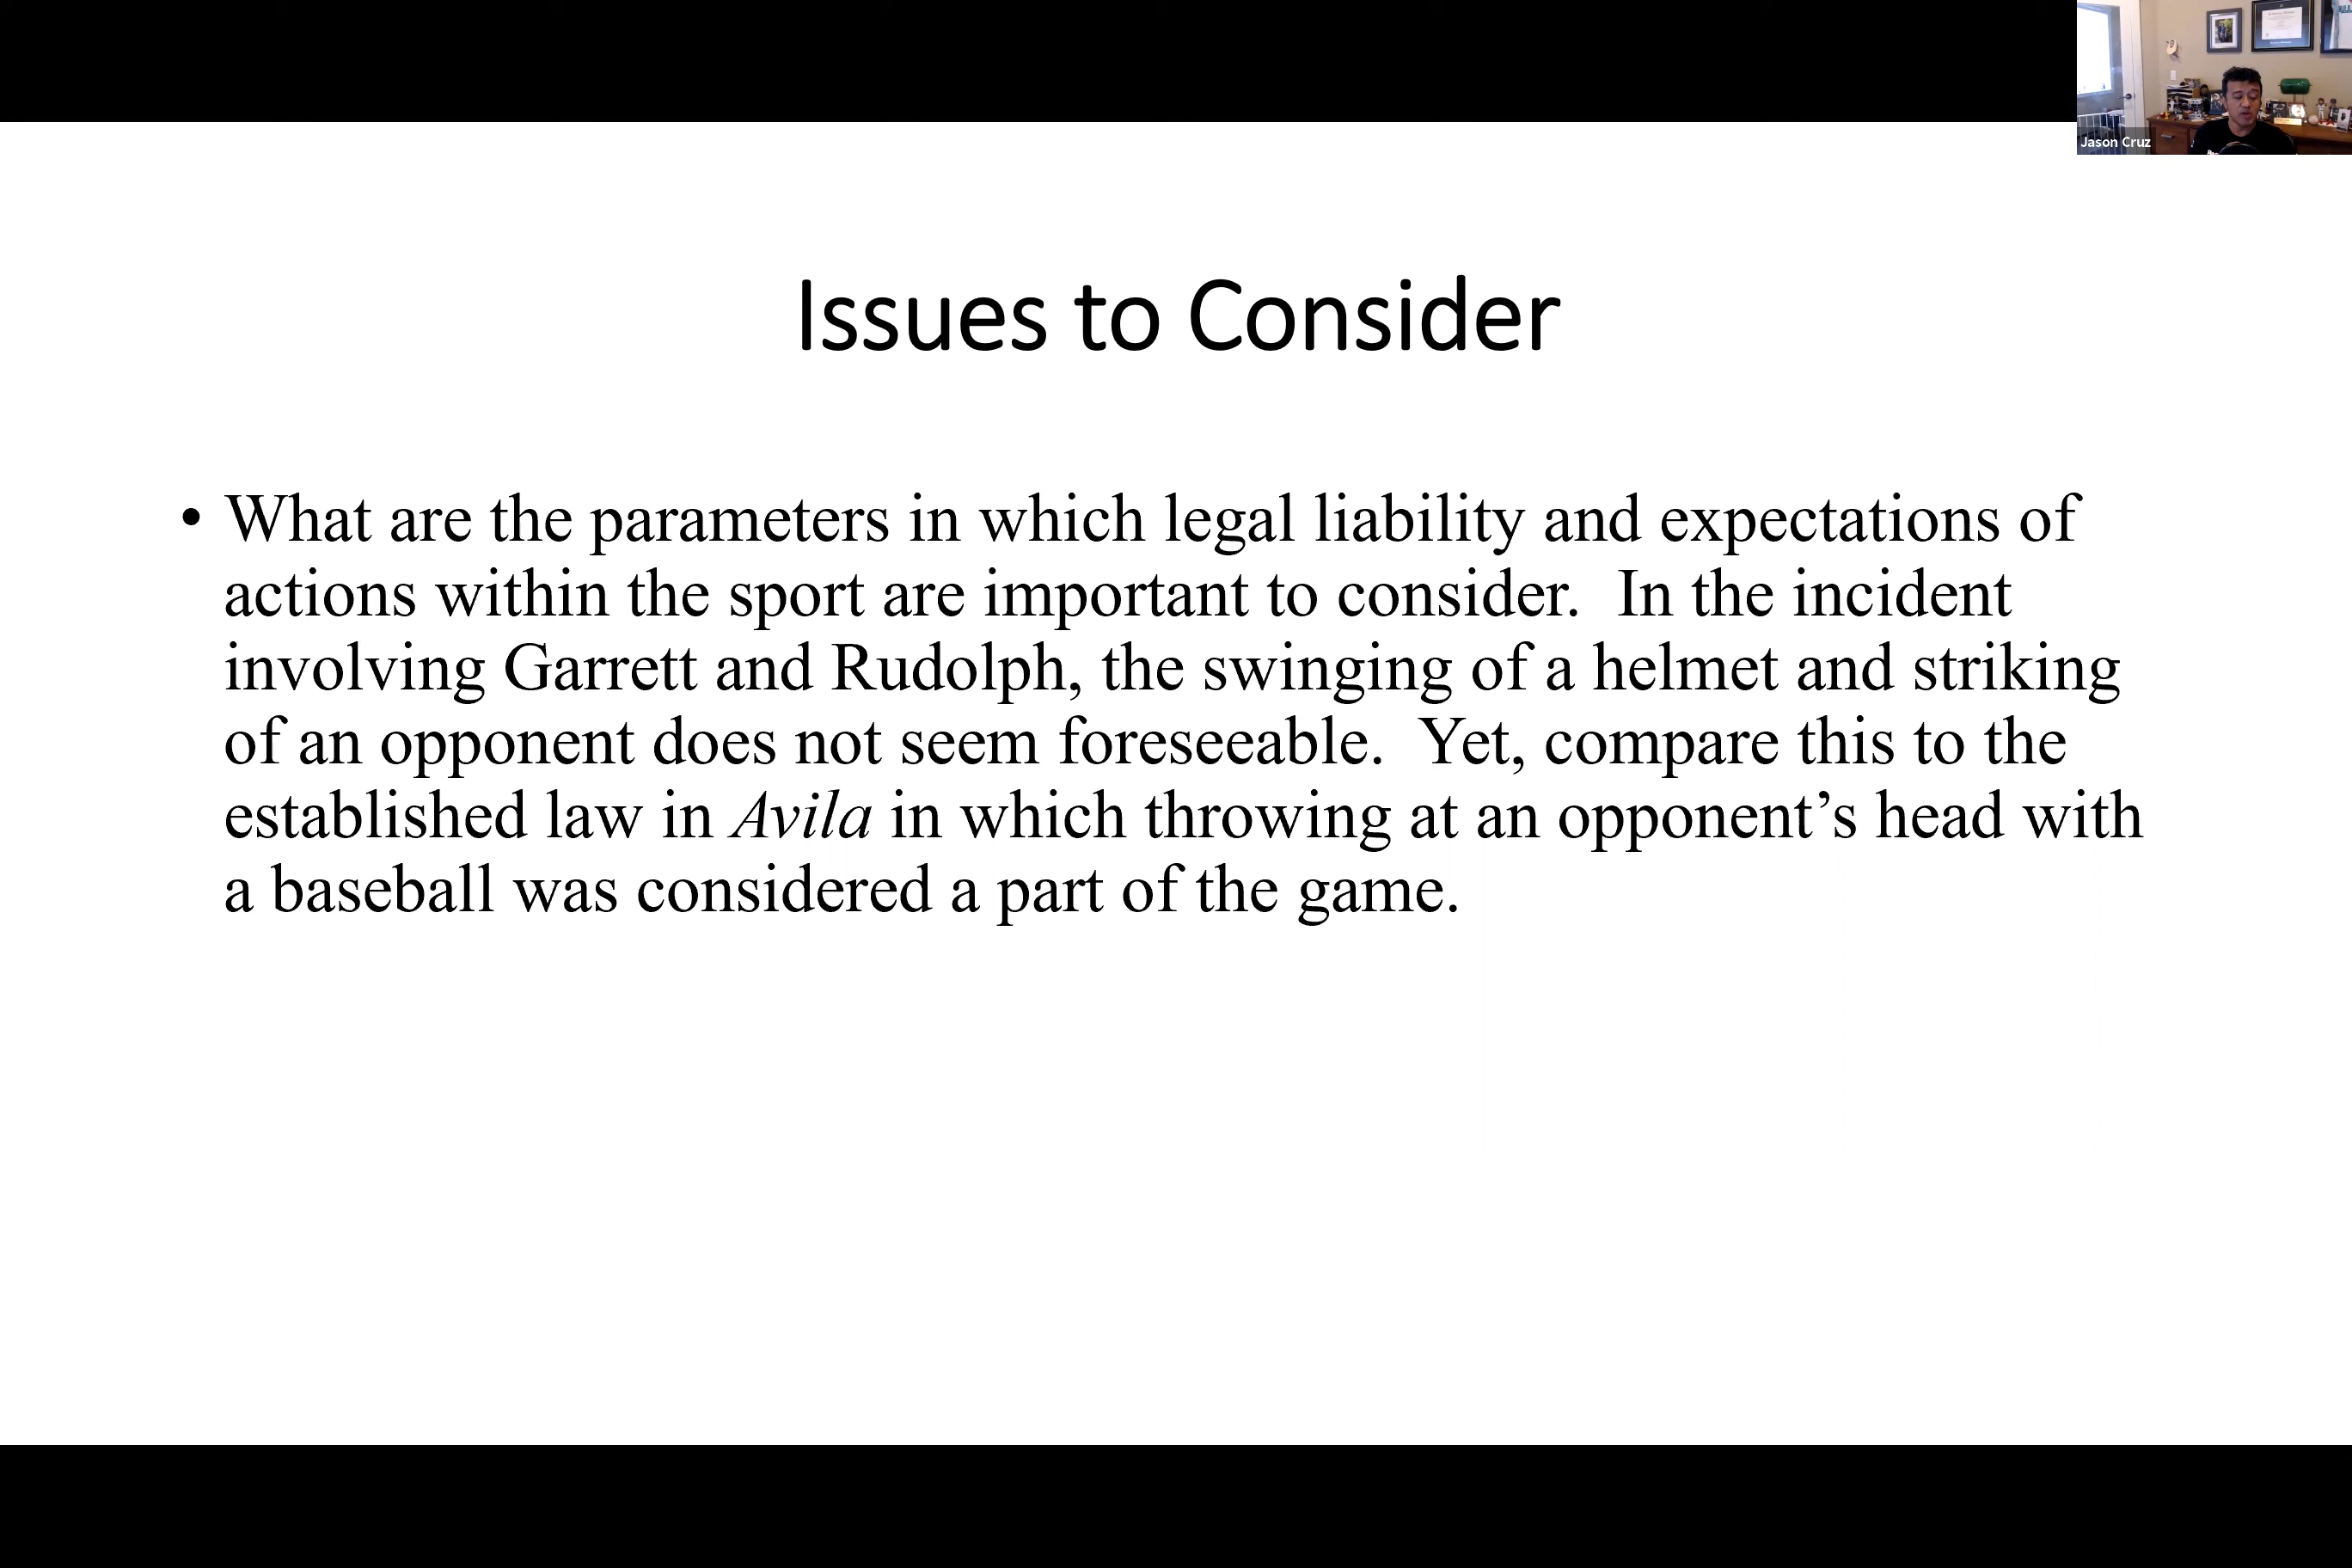 Jason Cruz
Issues to Consider
• What are the parameters in which legal liability and expectations of
actions within the sport are important to consider.  In the incident
involving Garrett and Rudolph, the swinging of a helmet and striking
of an opponent does not seem foreseeable.  Yet, compare this to the
established law in Avila in which throwing at an opponent’s head with
a baseball was considered a part of the game.